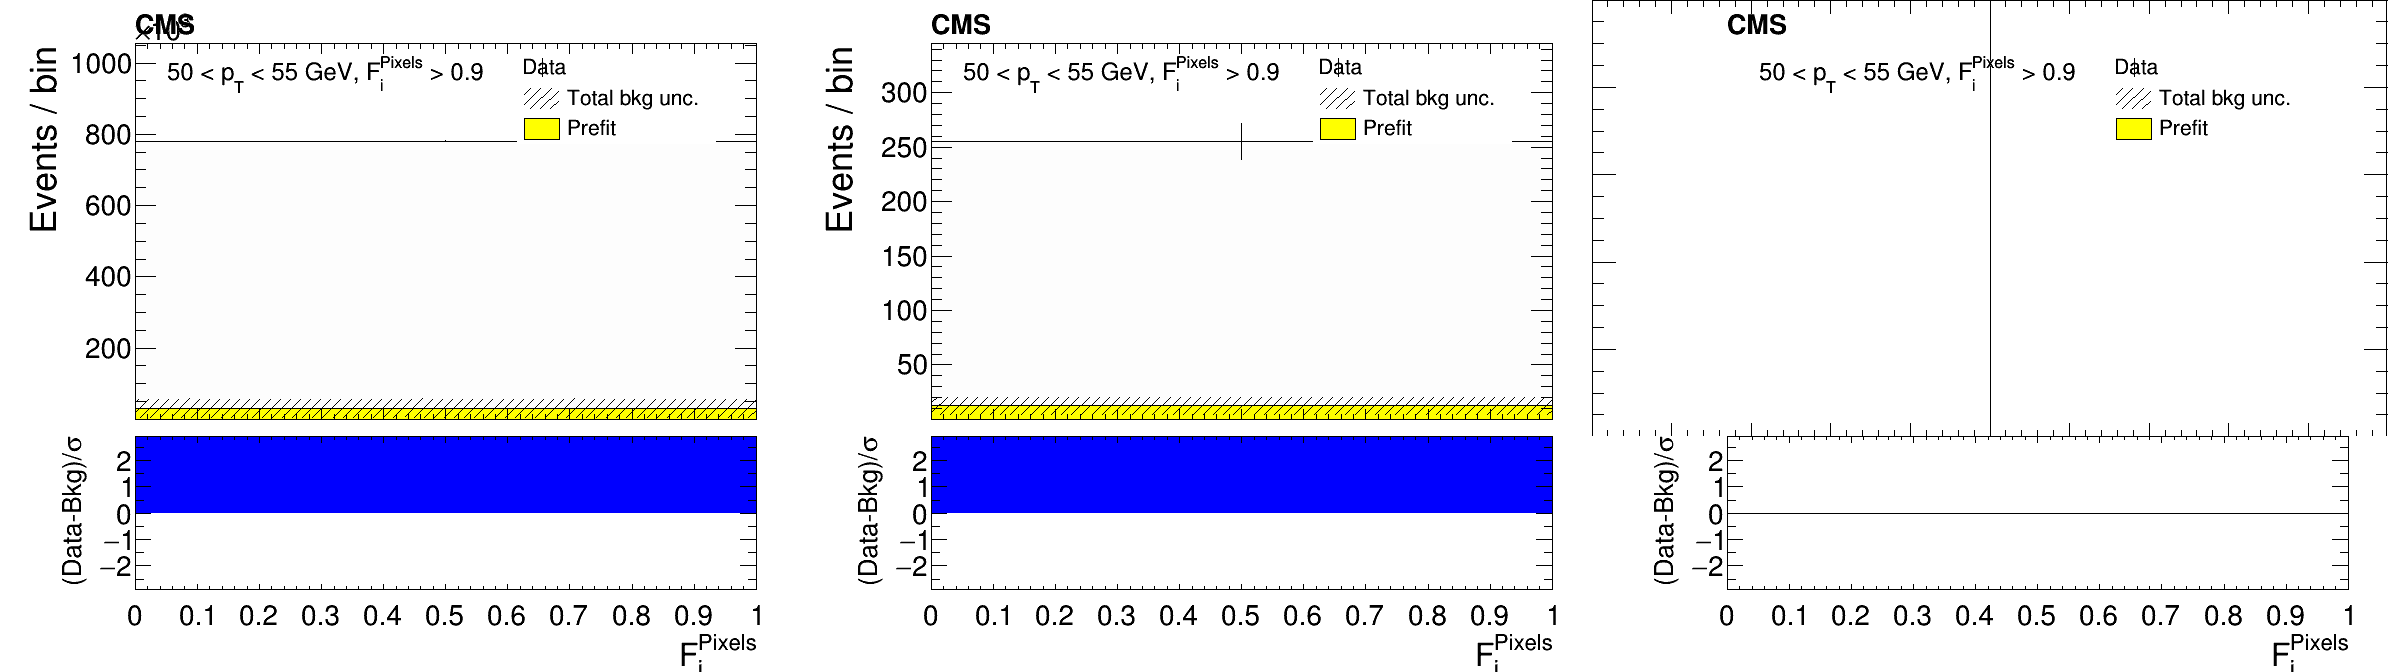 CMS
×10³
Events / bin
50 < p_T < 55 GeV, F_i^Pixels > 0.9
Data
Total bkg unc.
Prefit
1000
800
600
400
200
(Data-Bkg)/σ
2
1
0
−1
−2
0 0.1 0.2 0.3 0.4 0.5 0.6 0.7 0.8 0.9 1
F_i^Pixels
CMS
Events / bin
50 < p_T < 55 GeV, F_i^Pixels > 0.9
Data
Total bkg unc.
Prefit
300
250
200
150
100
50
(Data-Bkg)/σ
2
1
0
−1
−2
0 0.1 0.2 0.3 0.4 0.5 0.6 0.7 0.8 0.9 1
F_i^Pixels
CMS
50 < p_T < 55 GeV, F_i^Pixels > 0.9
Data
Total bkg unc.
Prefit
(Data-Bkg)/σ
2
1
0
−1
−2
0 0.1 0.2 0.3 0.4 0.5 0.6 0.7 0.8 0.9 1
F_i^Pixels